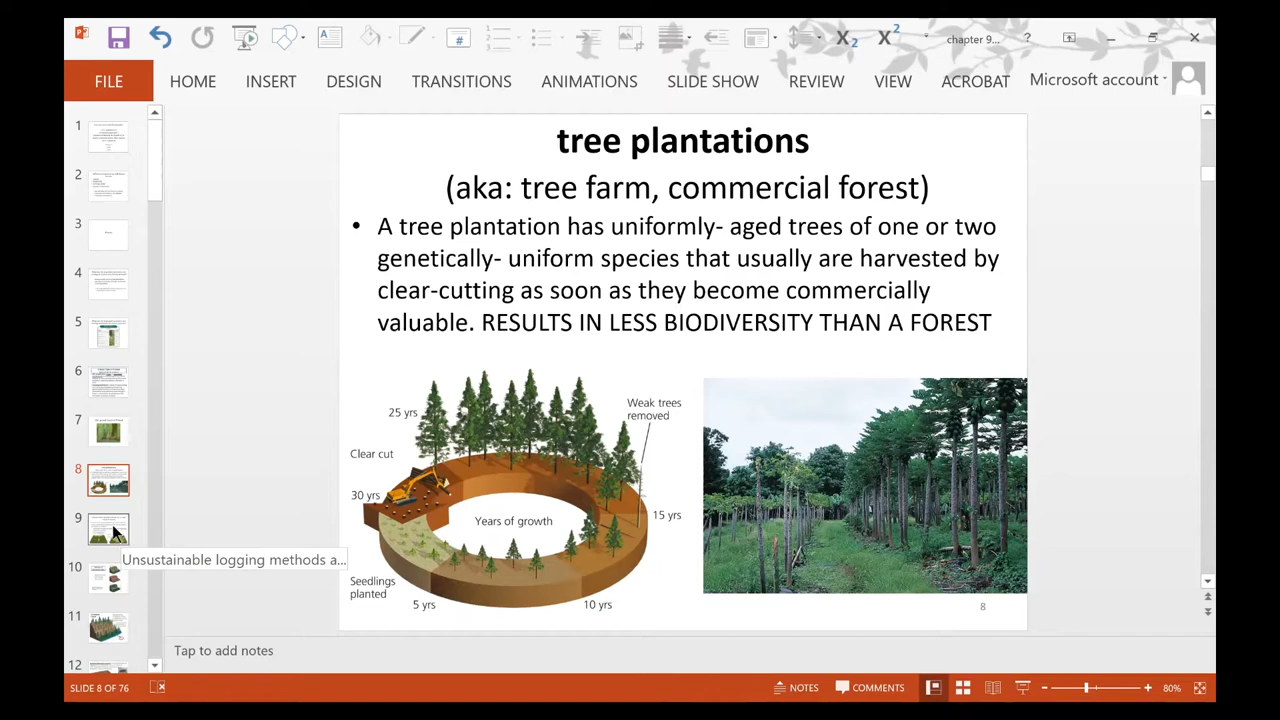 #
X2
X2
chapter 9...
?
FILE
HOME
INSERT
DESIGN
TRANSITIONS
ANIMATIONS
SLIDE SHOW
REVIEW
VIEW
ACROBAT
Microsoft account
1
2
3
4
5
6
7
8
9
10
11
12
Unsustainable logging methods a...
tree plantations
(aka: tree farm, commercial forest)
• A tree plantation has uniformly- aged trees of one or two
genetically- uniform species that usually are harvested by
clear-cutting as soon as they become commercially
valuable. RESULTS IN LESS BIODIVERSITY THAN A FOREST
25 yrs
Weak trees
removed
Clear cut
30 yrs
Years of growth
15 yrs
Seedlings
planted
5 yrs
10 yrs
8
Tap to add notes
SLIDE 8 OF 76
NOTES
COMMENTS
80%